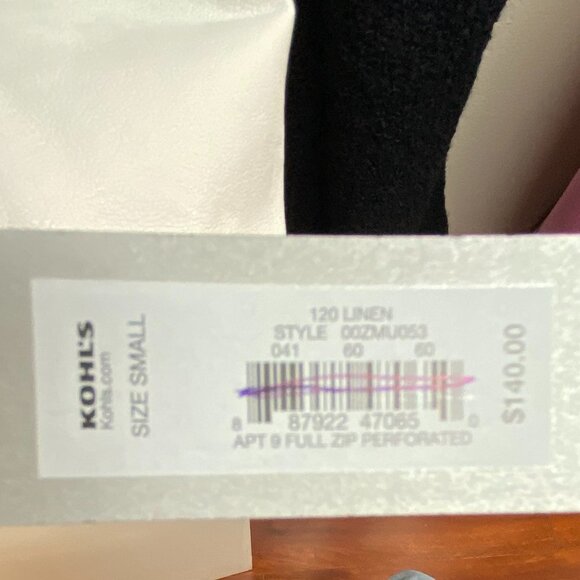 KOHL'S
Kohls.com
SIZE SMALL
120 LINEN
STYLE 00ZMU053
041 60 60
8 87922 47065 0
APT 9 FULL ZIP PERFORATED
$140.00